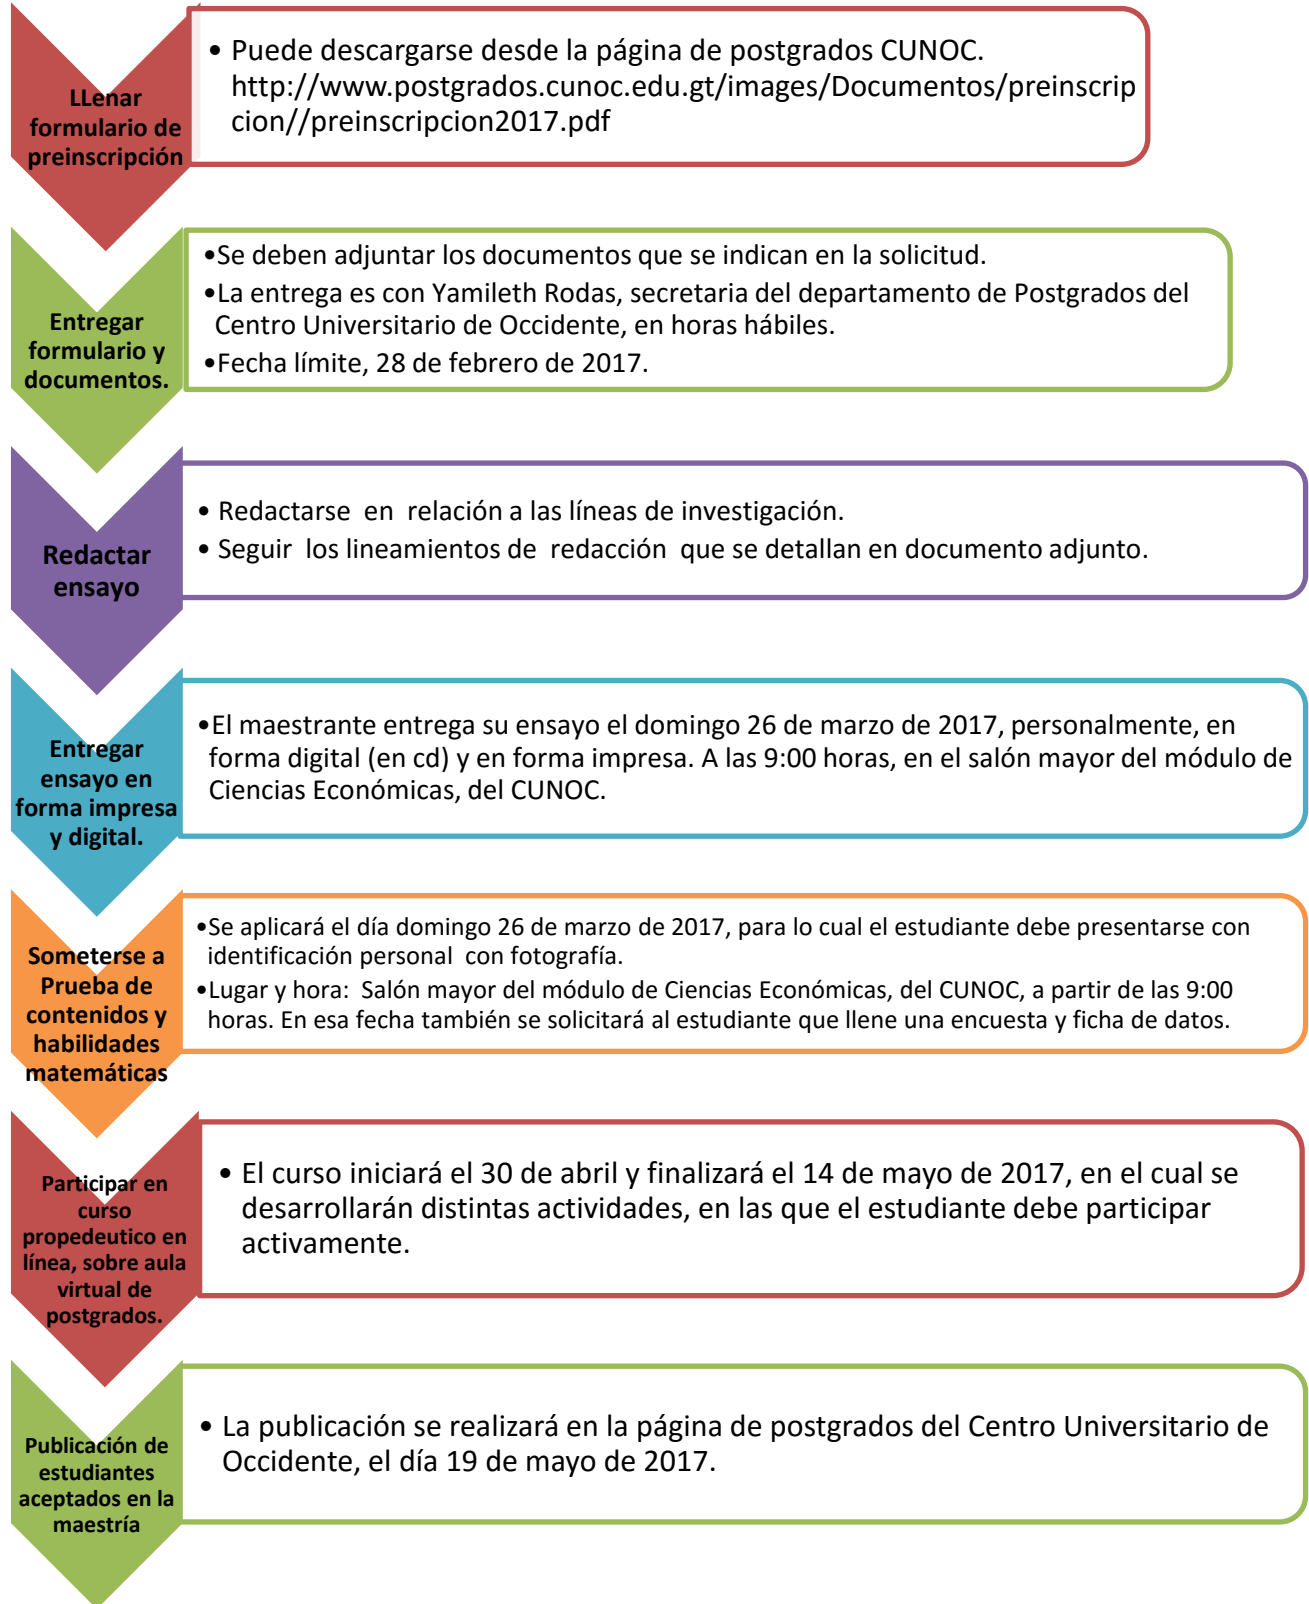 LLenar
formulario de
preinscripción
• Puede descargarse desde la página de postgrados CUNOC.
http://www.postgrados.cunoc.edu.gt/images/Documentos/preinscrip
cion//preinscripcion2017.pdf
Entregar
formulario y
documentos.
•Se deben adjuntar los documentos que se indican en la solicitud.
•La entrega es con Yamileth Rodas, secretaria del departamento de Postgrados del
Centro Universitario de Occidente, en horas hábiles.
•Fecha límite, 28 de febrero de 2017.
Redactar
ensayo
• Redactarse en relación a las líneas de investigación.
• Seguir los lineamientos de redacción que se detallan en documento adjunto.
Entregar
ensayo en
forma impresa
y digital.
•El maestrante entrega su ensayo el domingo 26 de marzo de 2017, personalmente, en
forma digital (en cd) y en forma impresa. A las 9:00 horas, en el salón mayor del módulo de
Ciencias Económicas, del CUNOC.
Someterse a
Prueba de
contenidos y
habilidades
matemáticas
•Se aplicará el día domingo 26 de marzo de 2017, para lo cual el estudiante debe presentarse con
identificación personal con fotografía.
•Lugar y hora: Salón mayor del módulo de Ciencias Económicas, del CUNOC, a partir de las 9:00
horas. En esa fecha también se solicitará al estudiante que llene una encuesta y ficha de datos.
Participar en
curso
propedeutico en
línea, sobre aula
virtual de
postgrados.
• El curso iniciará el 30 de abril y finalizará el 14 de mayo de 2017, en el cual se
desarrollarán distintas actividades, en las que el estudiante debe participar
activamente.
Publicación de
estudiantes
aceptados en la
maestría
• La publicación se realizará en la página de postgrados del Centro Universitario de
Occidente, el día 19 de mayo de 2017.